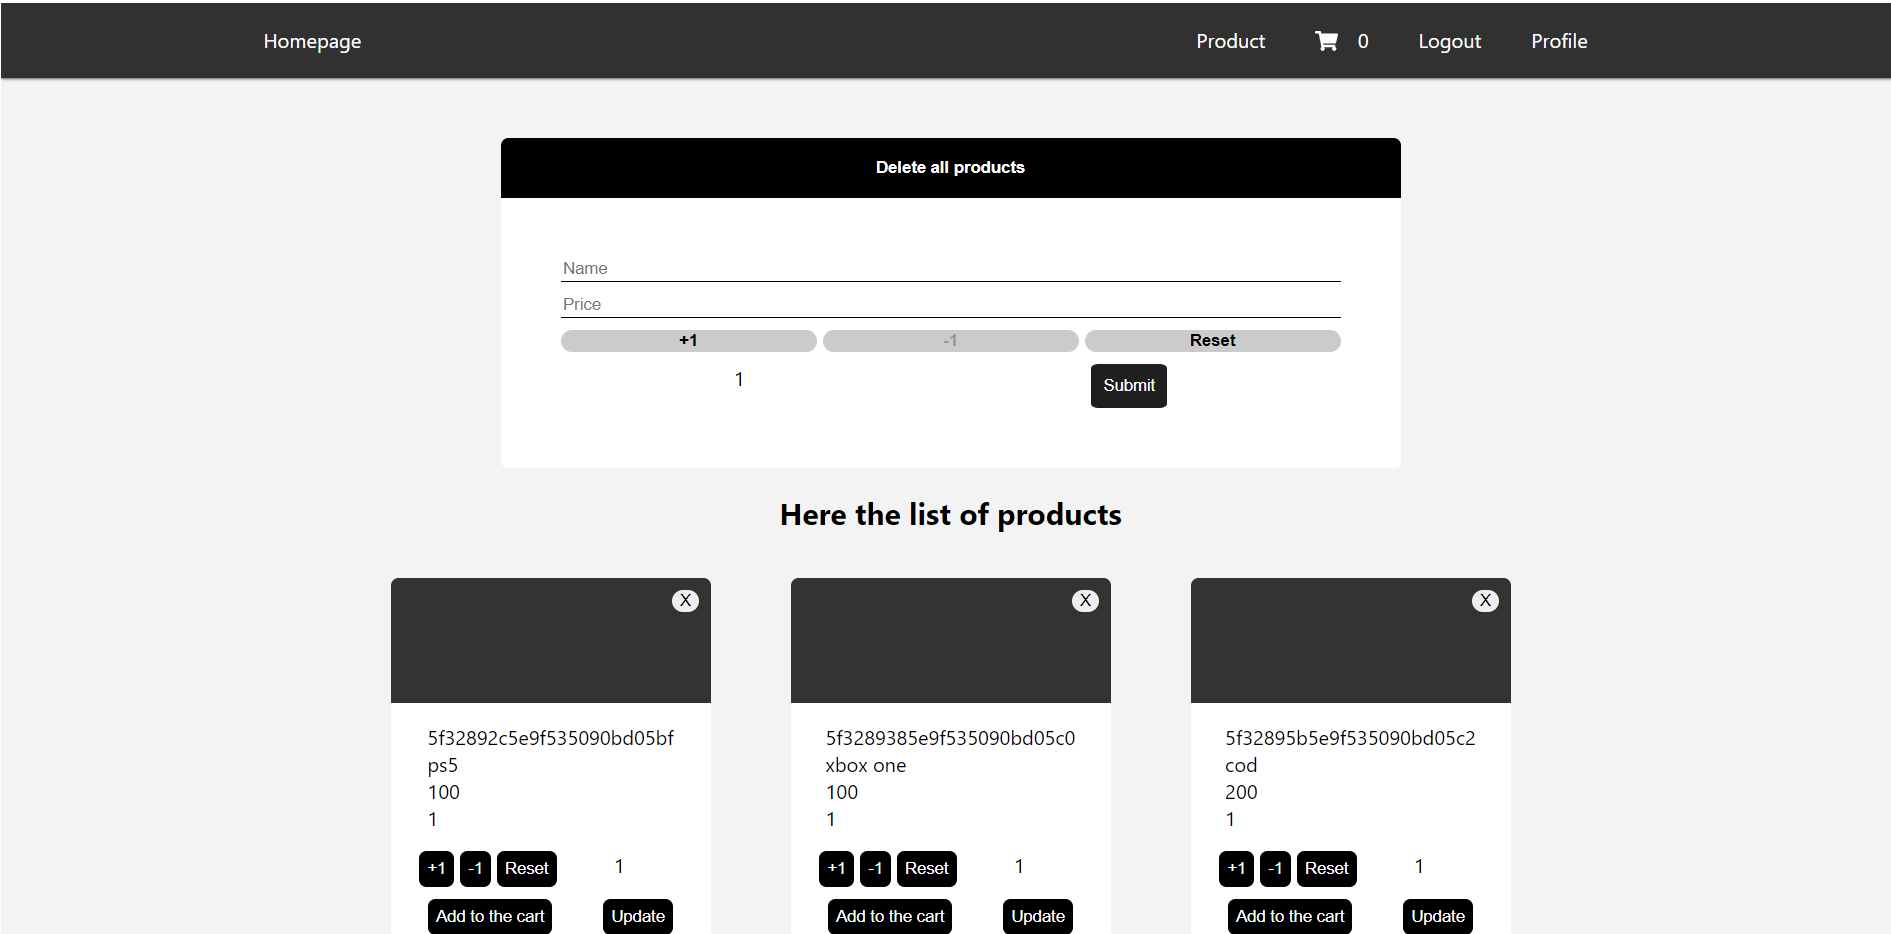 Homepage Product 0 Logout Profile
Delete all products
Name
Price
+1 -1 Reset
1 Submit
Here the list of products
X X X
5f32892c5e9f535090bd05bf
ps5
100
1
+1 -1 Reset 1
Add to the cart Update
5f3289385e9f535090bd05c0
xbox one
100
1
+1 -1 Reset 1
Add to the cart Update
5f32895b5e9f535090bd05c2
cod
200
1
+1 -1 Reset 1
Add to the cart Update